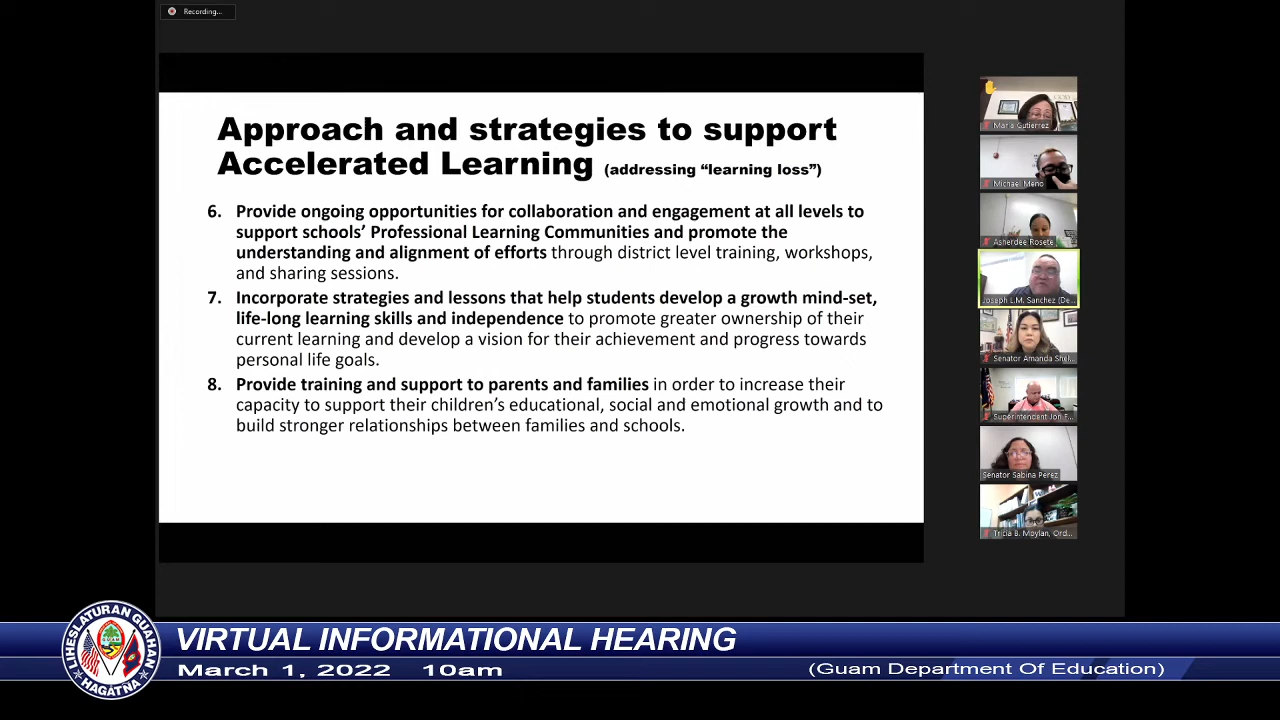 Recording...
Approach and strategies to support
Accelerated Learning (addressing “learning loss”)
6. Provide ongoing opportunities for collaboration and engagement at all levels to
support schools’ Professional Learning Communities and promote the
understanding and alignment of efforts through district level training, workshops,
and sharing sessions.
7. Incorporate strategies and lessons that help students develop a growth mind-set,
life-long learning skills and independence to promote greater ownership of their
current learning and develop a vision for their achievement and progress towards
personal life goals.
8. Provide training and support to parents and families in order to increase their
capacity to support their children’s educational, social and emotional growth and to
build stronger relationships between families and schools.
Maria Gutierrez
Michael Meno
Asherdee Rosete
Joseph L.M. Sanchez (De...
Senator Amanda Shel...
Superintendent Jon F...
Senator Sabina Perez
Tricia B. Moylan, Ord...
LIHESLATURAN GUAHAN
HAGATNA
VIRTUAL INFORMATIONAL HEARING
March 1, 2022 10am
(Guam Department Of Education)